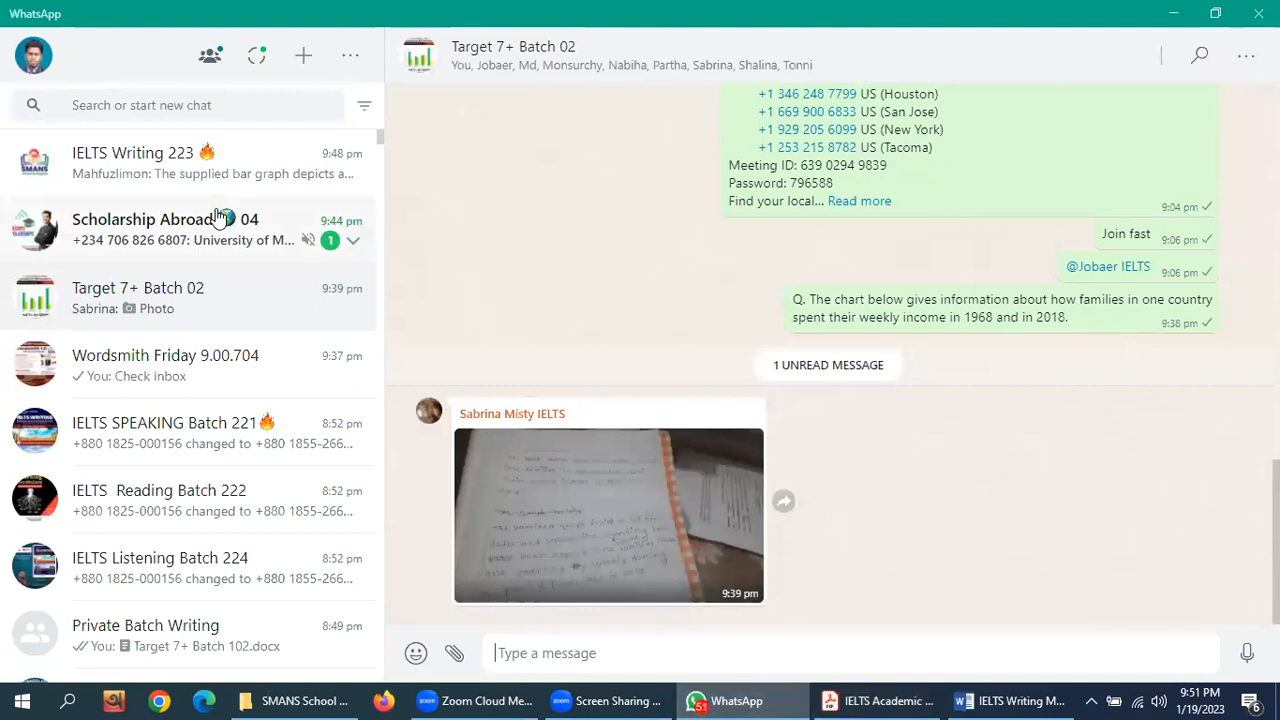 WhatsApp
Search or start new chat
IELTS Writing 223 🔥
9:48 pm
Mahfuzlimon: The supplied bar graph depicts a...
Scholarship Abroad 04
9:44 pm
+234 706 826 6807: University of M...
1
Target 7+ Batch 02
9:39 pm
Sabrina: Photo
Wordsmith Friday 9:00.704
9:37 pm
You: Check Inbox
IELTS SPEAKING Batch 221🔥
8:52 pm
+880 1825-000156 changed to +880 1855-266...
IELTS Reading Batch 222
8:52 pm
+880 1825-000156 changed to +880 1855-266...
IELTS Listening Batch 224
8:52 pm
+880 1825-000156 changed to +880 1855-266...
Private Batch Writing
8:49 pm
You: Target 7+ Batch 102.docx
Target 7+ Batch 02
You, Jobaer, Md, Monsurchy, Nabiha, Partha, Sabrina, Shalina, Tonni
+1 346 248 7799 US (Houston)
+1 669 900 6833 (San Jose)
+1 929 205 6099 US (New York)
+1 253 215 8782 US (Tacoma)
Meeting ID: 639 0294 9839
Password: 796588
Find your local... Read more
9:04 pm
Join fast
9:06 pm
@Jobaer IELTS
9:06 pm
Q. The chart below gives information about how families in one country
spent their weekly income in 1968 and in 2018.
9:38 pm
1 UNREAD MESSAGE
Sabrina Misty IELTS
9:39 pm
Type a message
SMANS School ...
Zoom Cloud Me...
Screen Sharing ...
51
WhatsApp
IELTS Academic ...
IELTS Writing M...
9:51 PM
1/19/2023
6